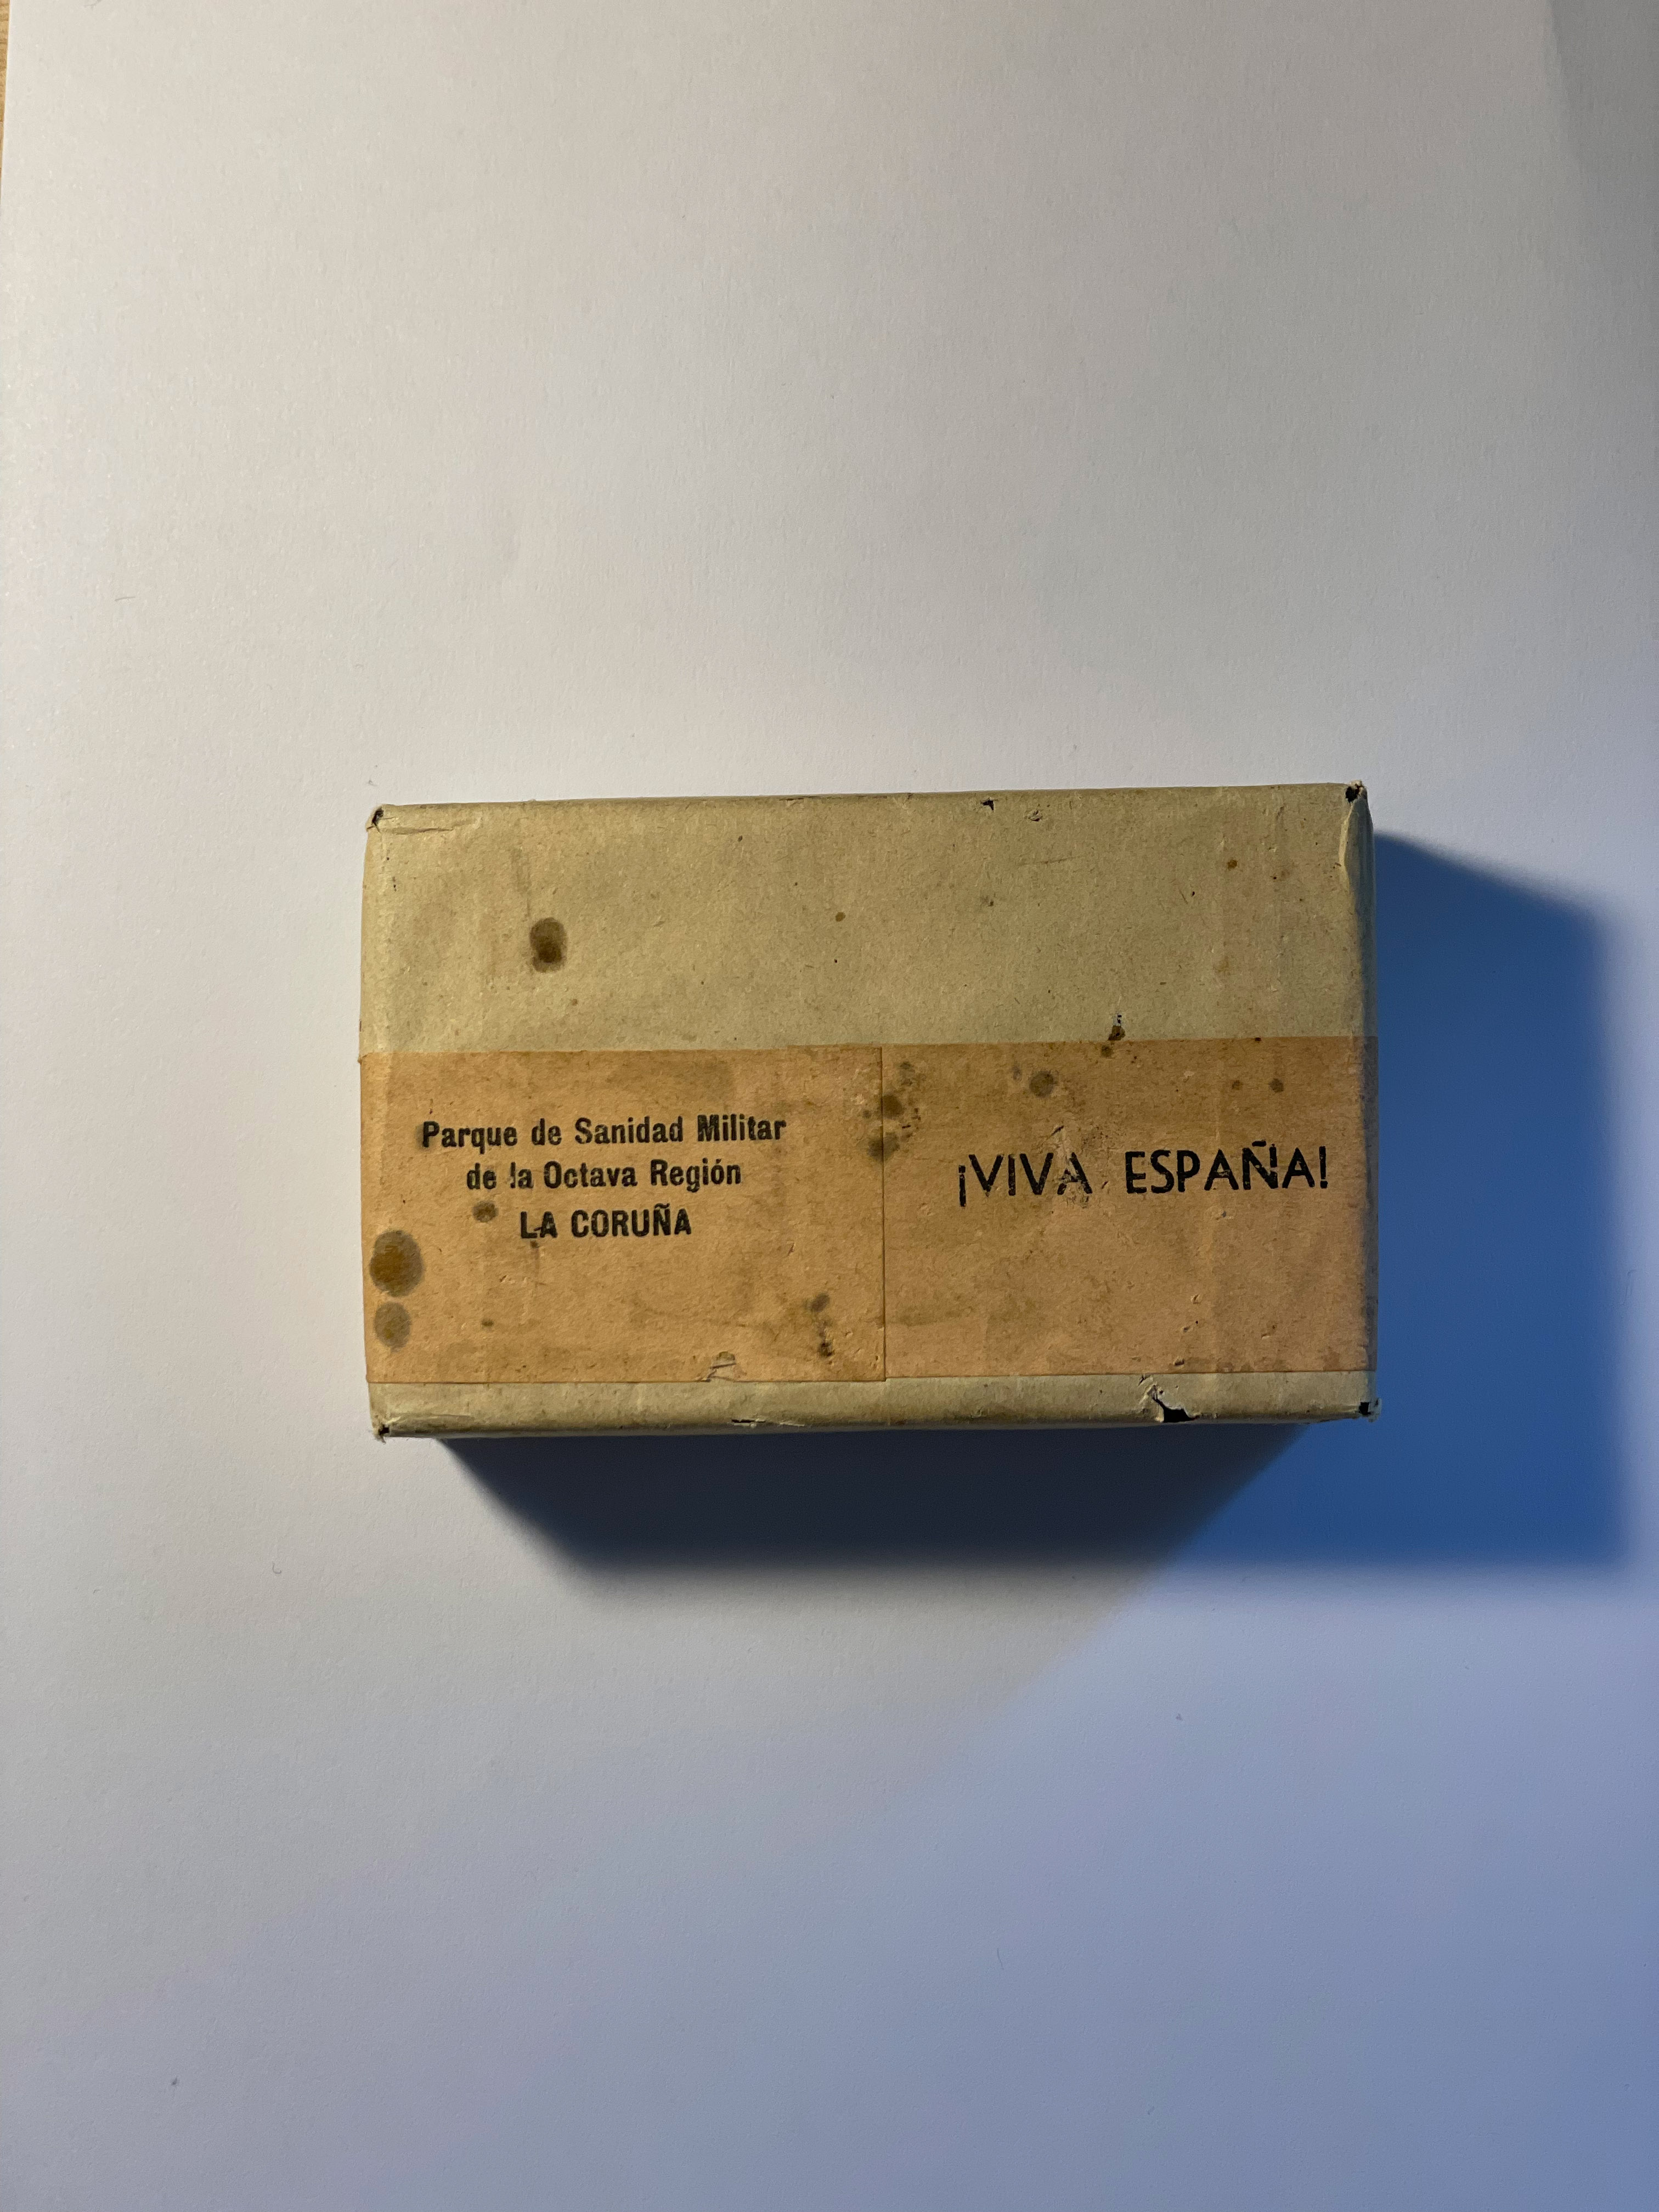 Parque de Sanidad Militar
de la Octava Región
LA CORUÑA
¡VIVA ESPAÑA!